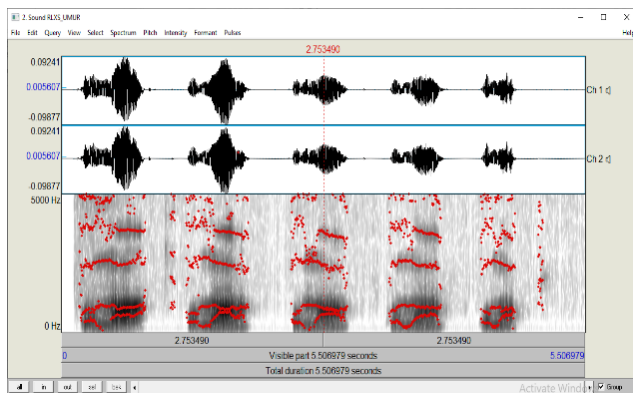 2. Sound RLXS_UMUR
File Edit Query View Select Spectrum Pitch Intensity Formant Pulses Help
2.753490
0.09241
0.005607
-0.09877
Ch 1
0.09241
0.005607
-0.09877
Ch 2
5000 Hz
0 Hz
2.753490 2.753490
0 Visible part 5.506979 seconds 5.506979
Total duration 5.506979 seconds
all in out sel bak Group
Activate Windo